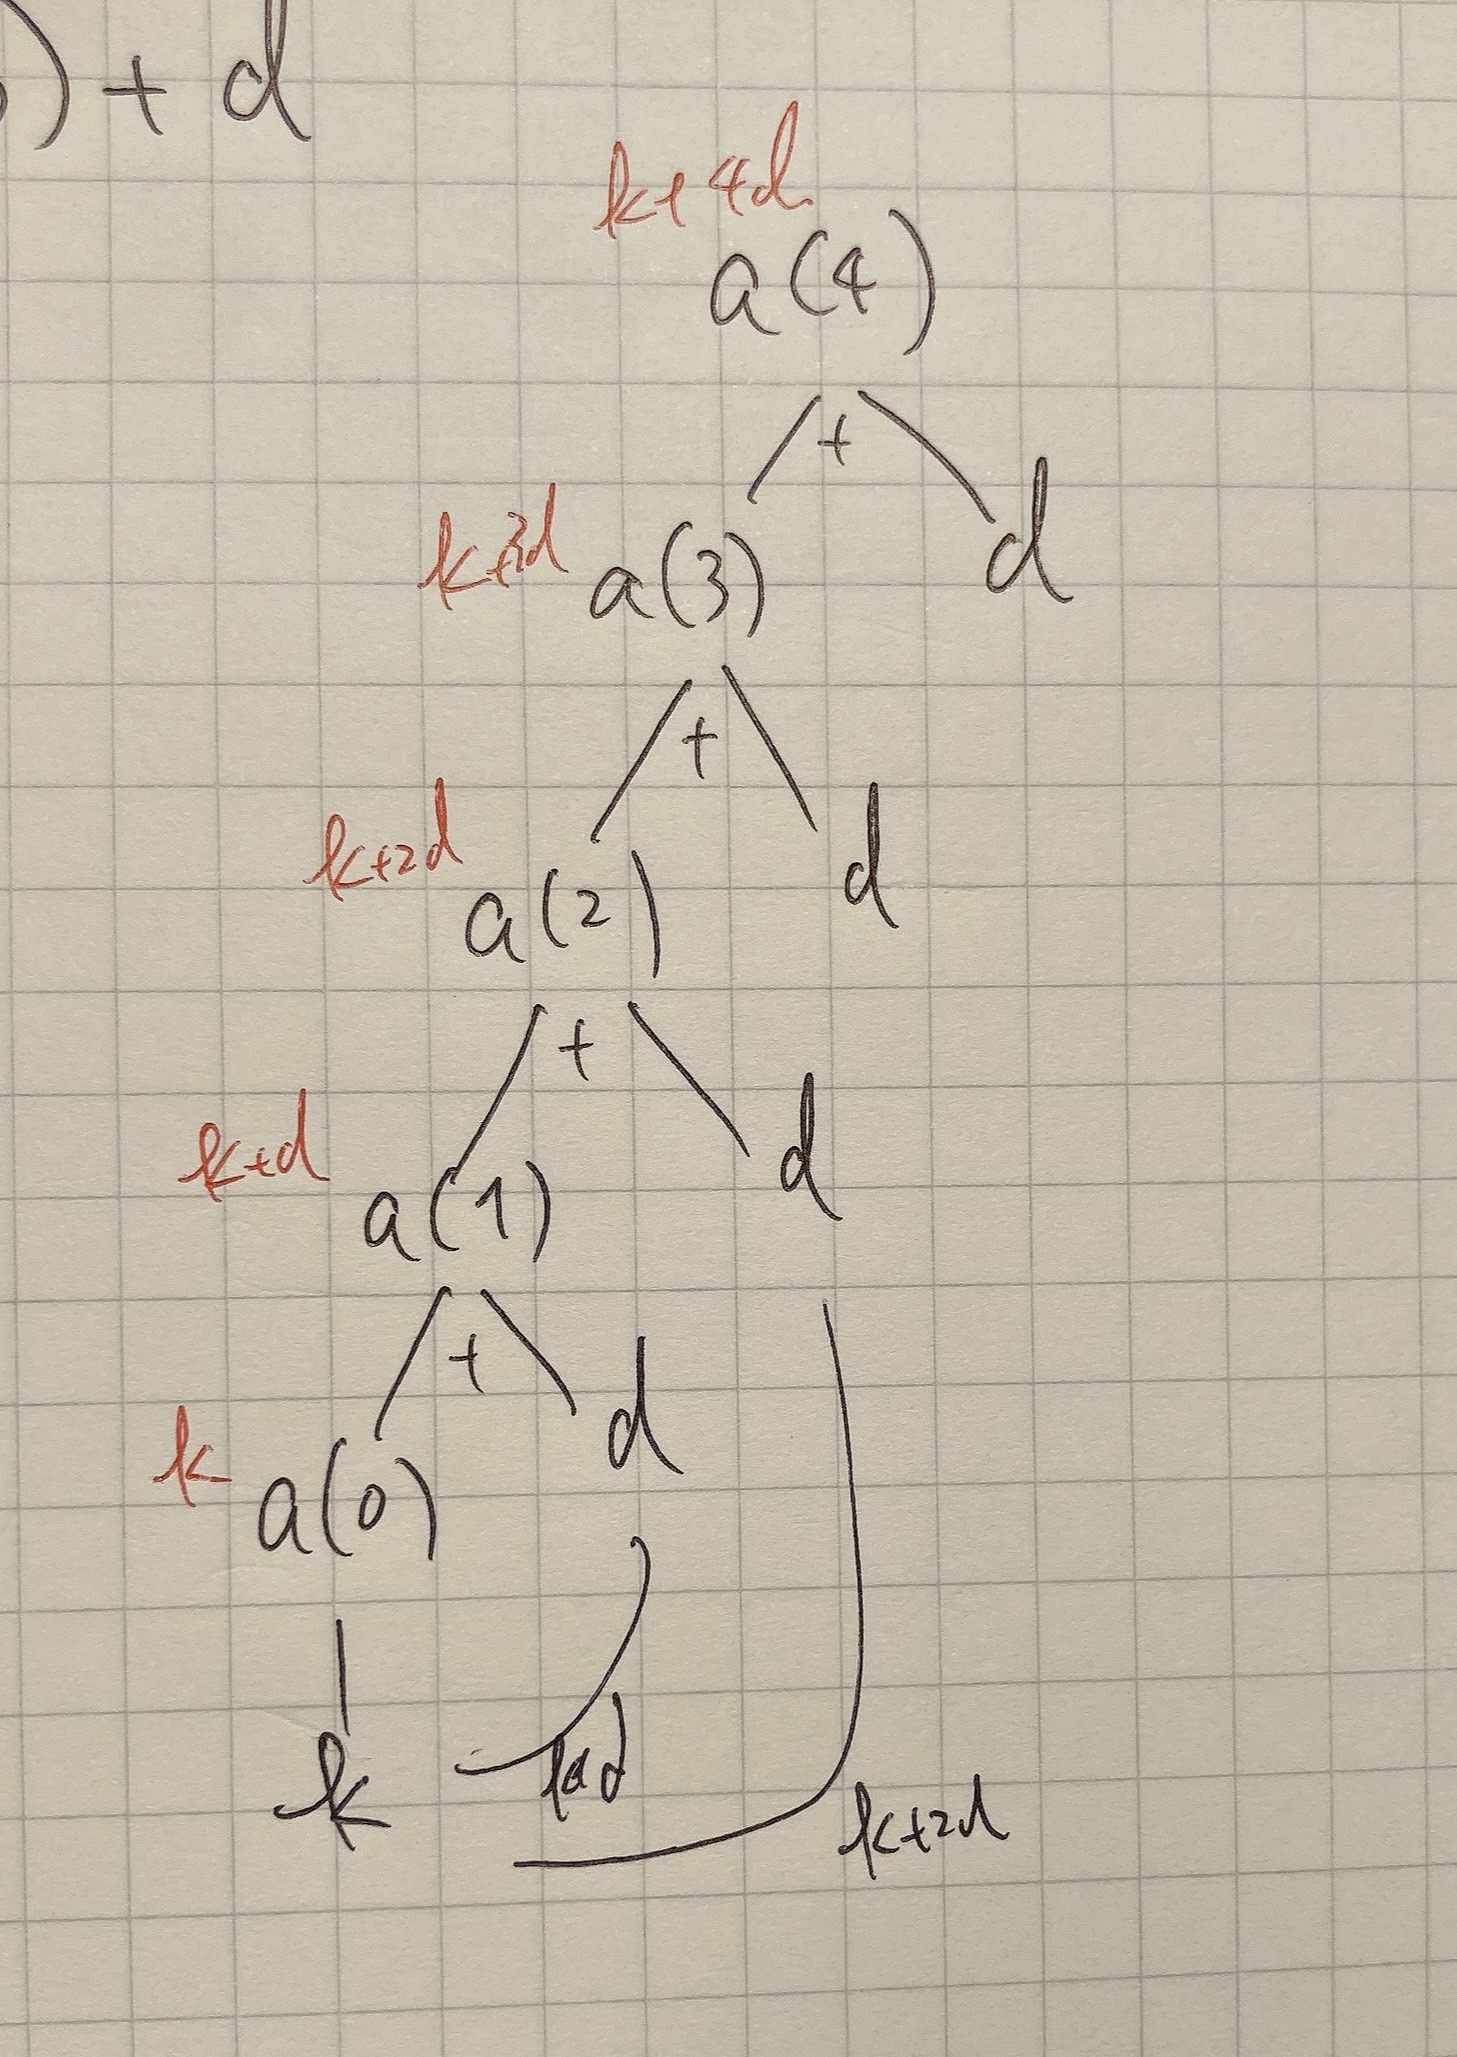 ) + d
k+ 4d
a(4)
+
k+3d a(3) d
+
k+2d a(2) d
+
k+d a(1) d
+
k a(0) d
k k+d
k+2d